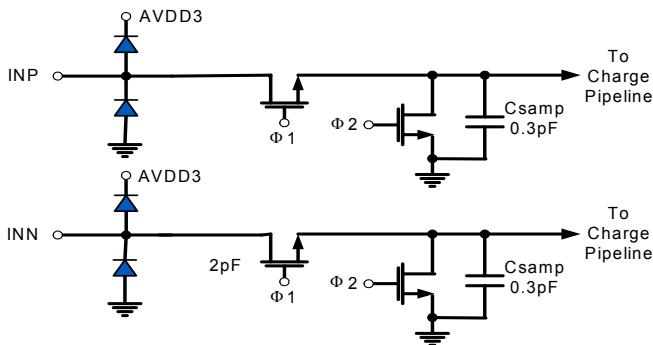 AVDD3
INP
To
Charge
Pipeline
Φ1
Φ2
Csamp
0.3pF
AVDD3
INN
To
Charge
Pipeline
2pF
Φ1
Φ2
Csamp
0.3pF